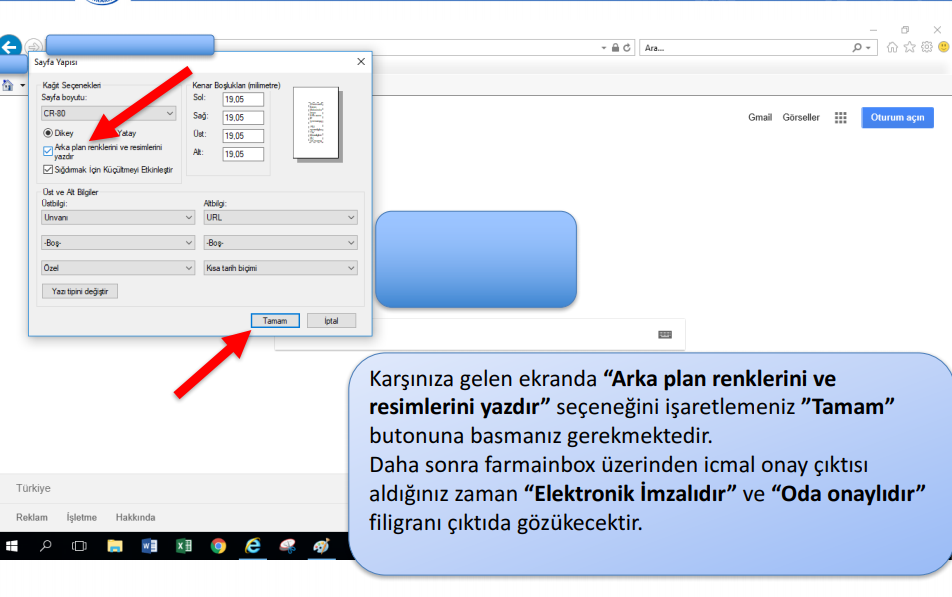 Ara...
Sayfa Yapısı
Kağıt Seçenekleri
Sayfa boyutu:
CR-80
Dikey
Yatay
Arka plan renklerini ve resimlerini
yazdır
Sığdırmak İçin Küçültmeyi Etkinleştir
Kenar Boşlukları (milimetre)
Sol: 19,05
Sağ: 19,05
Üst: 19,05
Alt: 19,05
Gmail Görseller
Oturum açın
Üst ve Alt Bilgiler
Üstbilgi: Altbilgi:
Unvanı URL
-Boş- -Boş-
Özel Kısa tarih biçimi
Yazı tipini değiştir
Tamam İptal
Karşınıza gelen ekranda “Arka plan renklerini ve
resimlerini yazdır” seçeneğini işaretlemeniz ”Tamam”
butonuna basmanız gerekmektedir.
Daha sonra farmainbox üzerinden icmal onay çıktısı
aldığınız zaman “Elektronik İmzalıdır” ve “Oda onaylıdır”
filigranı çıktıda gözükecektir.
Türkiye
Reklam İşletme Hakkında